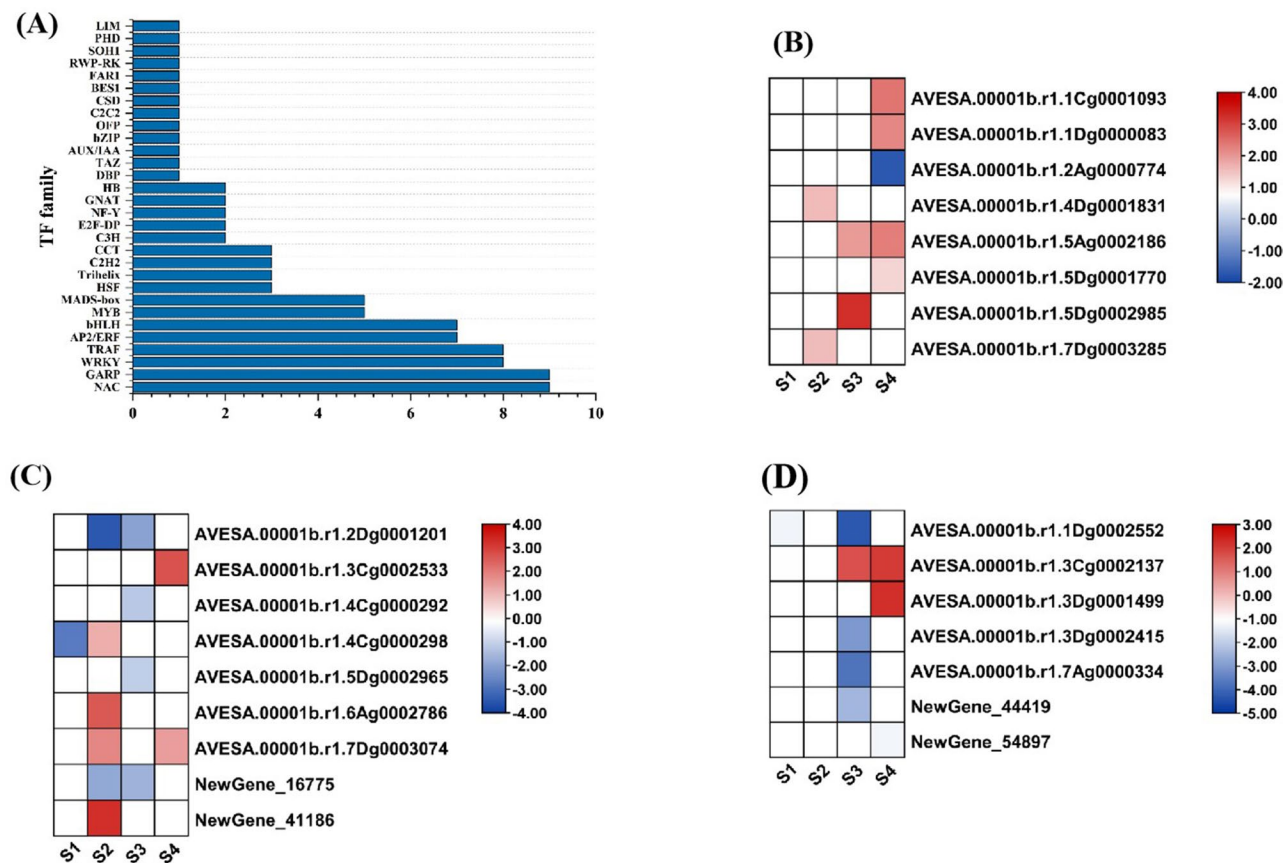 (A)
TF family
LIM
PHD
SOH1
RWP-RK
FAR1
BES1
CSD
C2C2
OFP
bZIP
AUX/IAA
TAZ
DBP
HB
GNAT
NF-Y
E2F-DP
C3H
CCT
C2H2
Trihelix
HSF
MADS-box
MYB
bHLH
AP2/ERF
TRAF
WRKY
GARP
NAC
0 2 4 6 8 10
(B)
AVESA.00001b.r1.1Cg0001093
AVESA.00001b.r1.1Dg0000083
AVESA.00001b.r1.2Ag0000774
AVESA.00001b.r1.4Dg0001831
AVESA.00001b.r1.5Ag0002186
AVESA.00001b.r1.5Dg0001770
AVESA.00001b.r1.5Dg0002985
AVESA.00001b.r1.7Dg0003285
S1 S2 S3 S4
4.00
3.00
2.00
1.00
0.00
-1.00
-2.00
(C)
AVESA.00001b.r1.2Dg0001201
AVESA.00001b.r1.3Cg0002533
AVESA.00001b.r1.4Cg0000292
AVESA.00001b.r1.4Cg0000298
AVESA.00001b.r1.5Dg0002965
AVESA.00001b.r1.6Ag0002786
AVESA.00001b.r1.7Dg0003074
NewGene_16775
NewGene_41186
S1 S2 S3 S4
4.00
3.00
2.00
1.00
0.00
-1.00
-2.00
-3.00
-4.00
(D)
AVESA.00001b.r1.1Dg0002552
AVESA.00001b.r1.3Cg0002137
AVESA.00001b.r1.3Dg0001499
AVESA.00001b.r1.3Dg0002415
AVESA.00001b.r1.7Ag0000334
NewGene_44419
NewGene_54897
S1 S2 S3 S4
3.00
2.00
1.00
0.00
-1.00
-2.00
-3.00
-4.00
-5.00